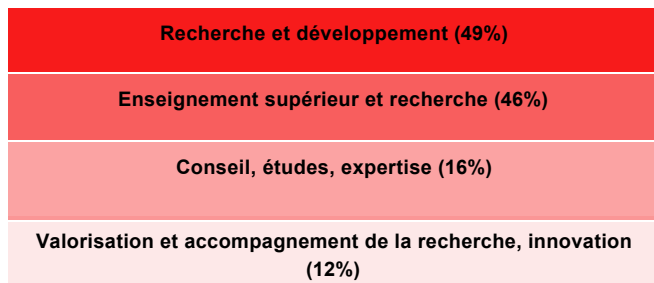 Recherche et développement (49%)
Enseignement supérieur et recherche (46%)
Conseil, études, expertise (16%)
Valorisation et accompagnement de la recherche, innovation
(12%)